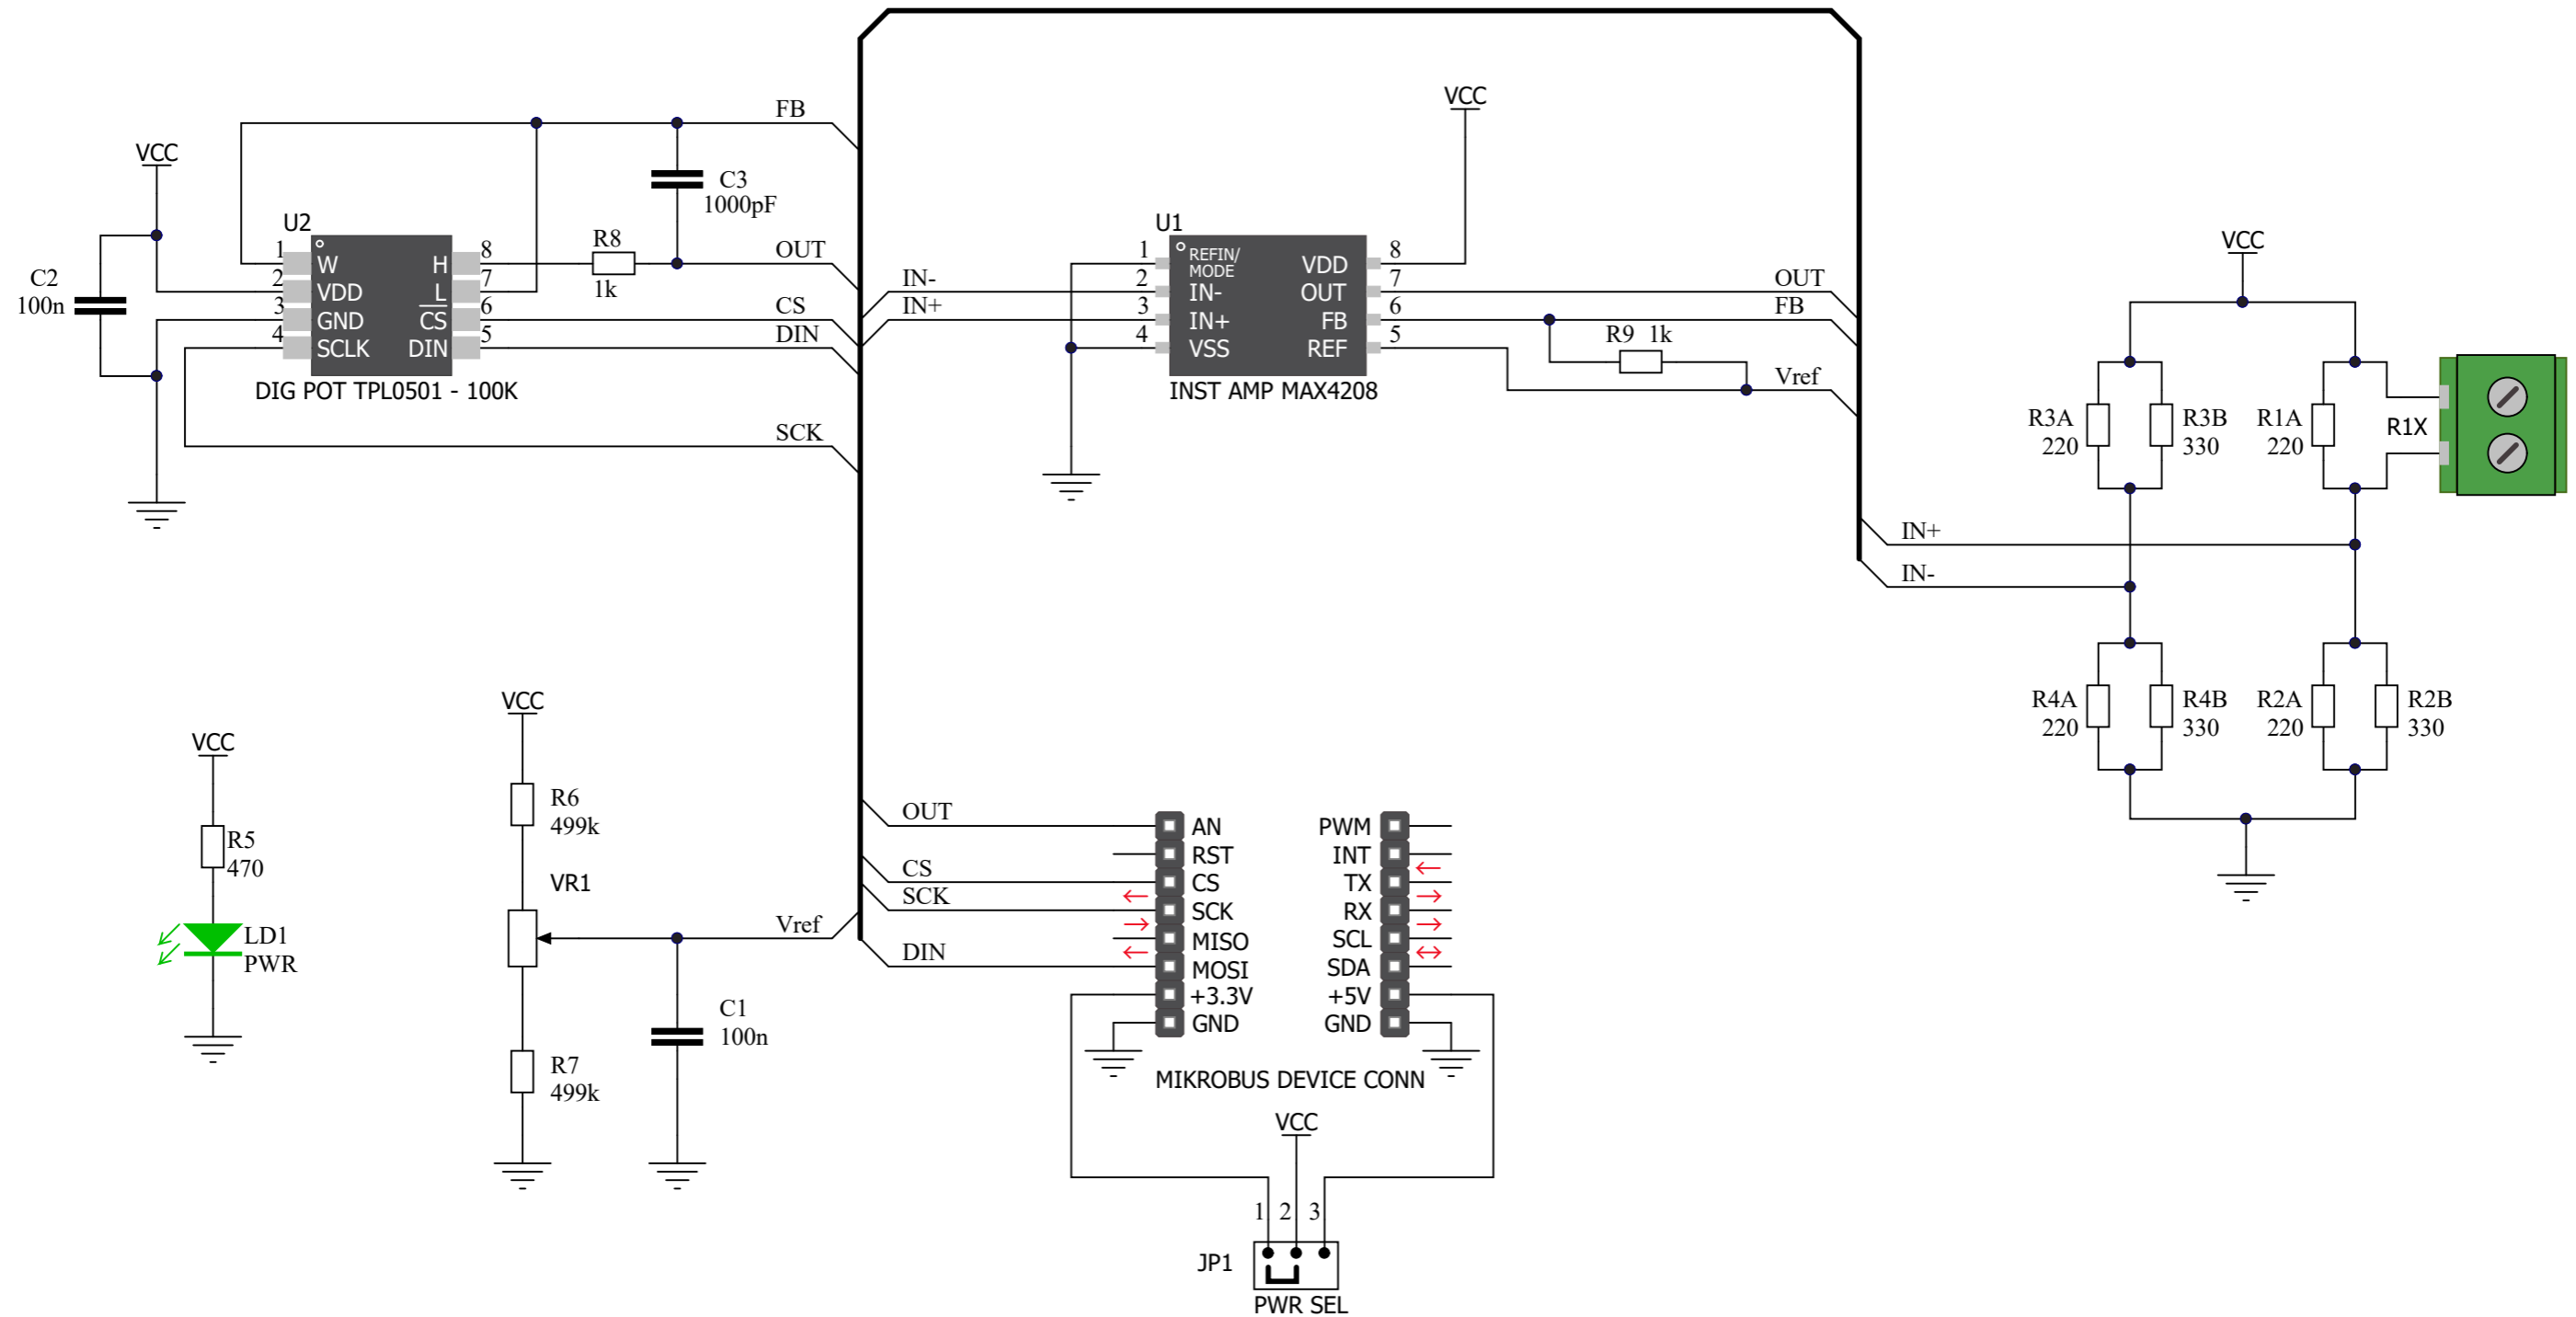 FB
VCC
C3
1000pF
U2
1
2
3
4
W
VDD
GND
SCLK
H
L
CS
DIN
8
7
6
5
R8
1k
OUT
CS
DIN
C2
100n
DIG POT TPL0501 - 100K
SCK
VCC
U1
1
2
3
4
IN-
IN+
REFIN/
MODE
IN-
IN+
VSS
VDD
OUT
FB
REF
8
7
6
5
OUT
FB
R9 1k
Vref
INST AMP MAX4208
VCC
R3A
220
R3B
330
R1A
220
R1X
IN+
IN-
R4A
220
R4B
330
R2A
220
R2B
330
VCC
R5
470
LD1
PWR
VCC
R6
499k
VR1
Vref
R7
499k
C1
100n
OUT
CS
SCK
DIN
AN
RST
CS
SCK
MISO
MOSI
+3.3V
GND
PWM
INT
TX
RX
SCL
SDA
+5V
GND
MIKROBUS DEVICE CONN
VCC
1 2 3
JP1
PWR SEL